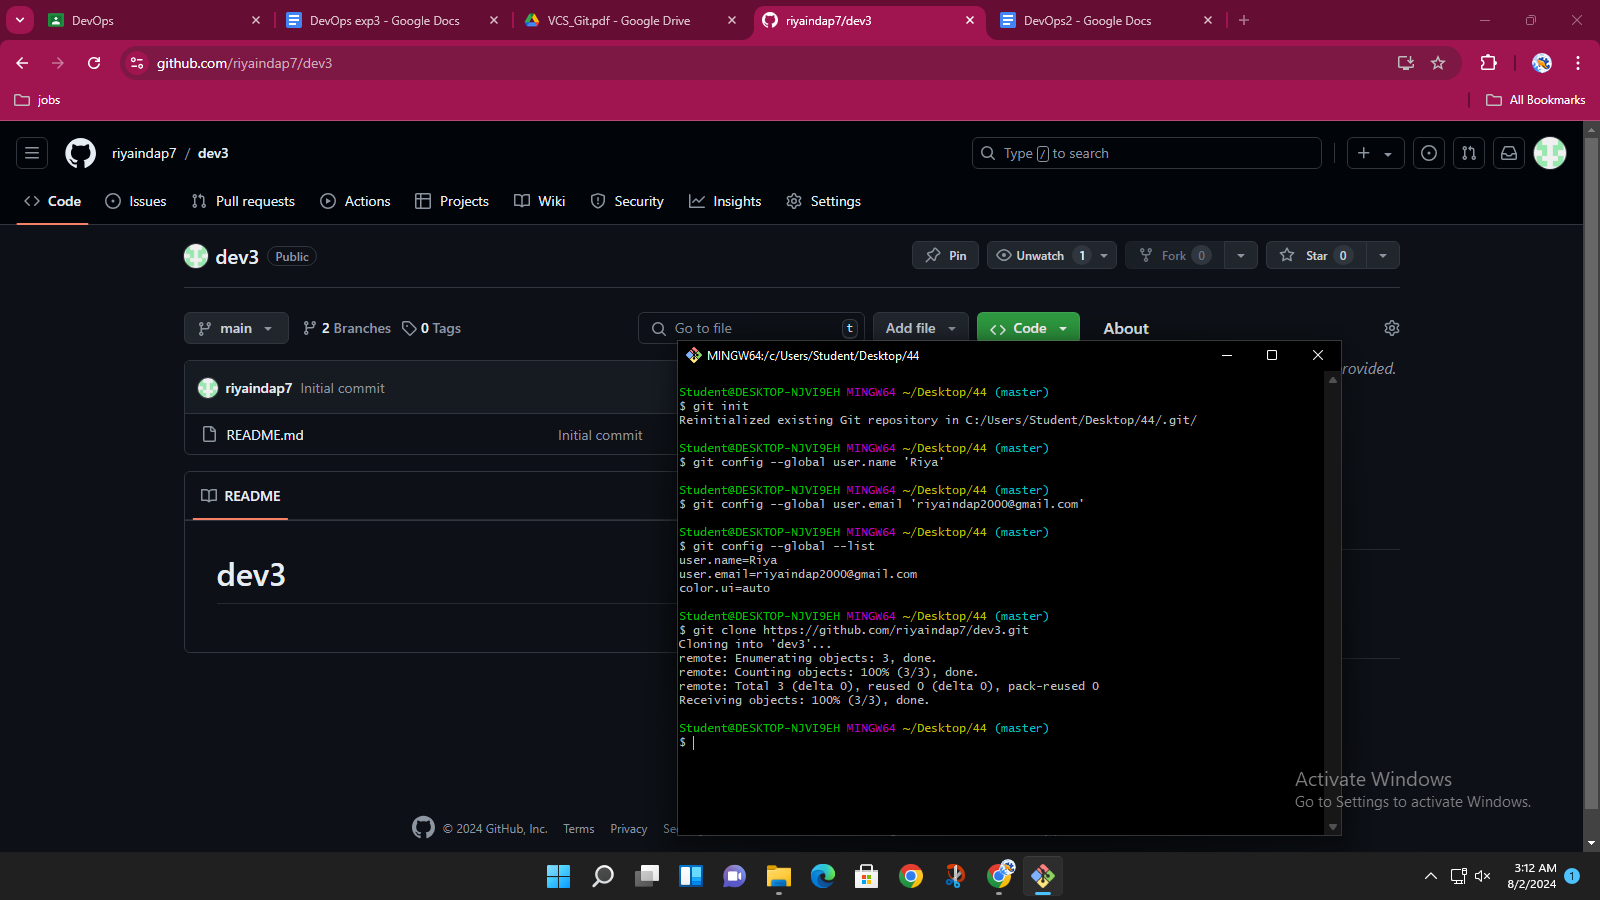 DevOps
DevOps exp3 - Google Docs
VCS_Git.pdf - Google Drive
riyaindap7/dev3
DevOps2 - Google Docs
github.com/riyaindap7/dev3
jobs
All Bookmarks
riyaindap7 / dev3
Type / to search
Code
Issues
Pull requests
Actions
Projects
Wiki
Security
Insights
Settings
dev3 Public
Pin
Unwatch 1
Fork 0
Star 0
main
2 Branches
0 Tags
Go to file t
Add file
Code
About
rovided.
riyaindap7 Initial commit
README.md Initial commit
README
dev3
MINGW64:/c/Users/Student/Desktop/44
Student@DESKTOP-NJVI9EH MINGW64 ~/Desktop/44 (master)
$ git init
Reinitialized existing Git repository in C:/Users/Student/Desktop/44/.git/
Student@DESKTOP-NJVI9EH MINGW64 ~/Desktop/44 (master)
$ git config --global user.name 'Riya'
Student@DESKTOP-NJVI9EH MINGW64 ~/Desktop/44 (master)
$ git config --global user.email 'riyaindap2000@gmail.com'
Student@DESKTOP-NJVI9EH MINGW64 ~/Desktop/44 (master)
$ git config --global --list
user.name=Riya
user.email=riyaindap2000@gmail.com
color.ui=auto
Student@DESKTOP-NJVI9EH MINGW64 ~/Desktop/44 (master)
$ git clone https://github.com/riyaindap7/dev3.git
Cloning into 'dev3'...
remote: Enumerating objects: 3, done.
remote: Counting objects: 100% (3/3), done.
remote: Total 3 (delta 0), reused 0 (delta 0), pack-reused 0
Receiving objects: 100% (3/3), done.
Student@DESKTOP-NJVI9EH MINGW64 ~/Desktop/44 (master)
$
Activate Windows
Go to Settings to activate Windows.
© 2024 GitHub, Inc. Terms Privacy Se
3:12 AM
8/2/2024
1